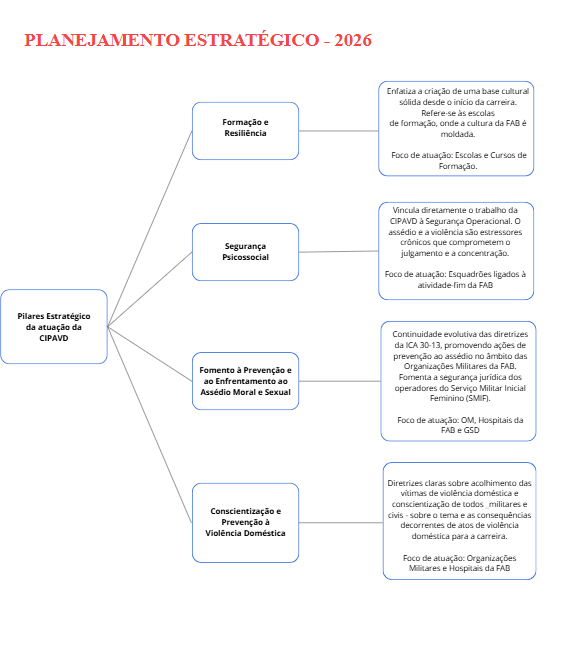 PLANEJAMENTO ESTRATÉGICO - 2026
Formação e
Resiliência
Enfatiza a criação de uma base cultural
sólida desde o início da carreira.
Refere-se às escolas
de formação, onde a cultura da FAB é
moldada.
Foco de atuação: Escolas e Cursos de
Formação.
Segurança
Psicossocial
Vincula diretamente o trabalho da
CIPAVD à Segurança Operacional. O
assédio e a violência são estressores
crônicos que comprometem o
julgamento e a concentração.
Foco de atuação: Esquadrões ligados à
atividade-fim da FAB
Pilares Estratégico
da atuação da
CIPAVD
Fomento à Prevenção e
ao Enfrentamento ao
Assédio Moral e Sexual
Continuidade evolutiva das diretrizes
da ICA 30-13, promovendo ações de
prevenção ao assédio no âmbito das
Organizações Militares da FAB.
Fomenta a segurança jurídica dos
operadores do Serviço Militar Inicial
Feminino (SMIF).
Foco de atuação: OM, Hospitais da
FAB e GSD
Conscientização e
Prevenção à
Violência Doméstica
Diretrizes claras sobre acolhimento das
vítimas de violência doméstica e
conscientização de todos _militares e
civis - sobre o tema e as consequências
decorrentes de atos de violência
doméstica para a carreira.
Foco de atuação: Organizações
Militares e Hospitais da FAB